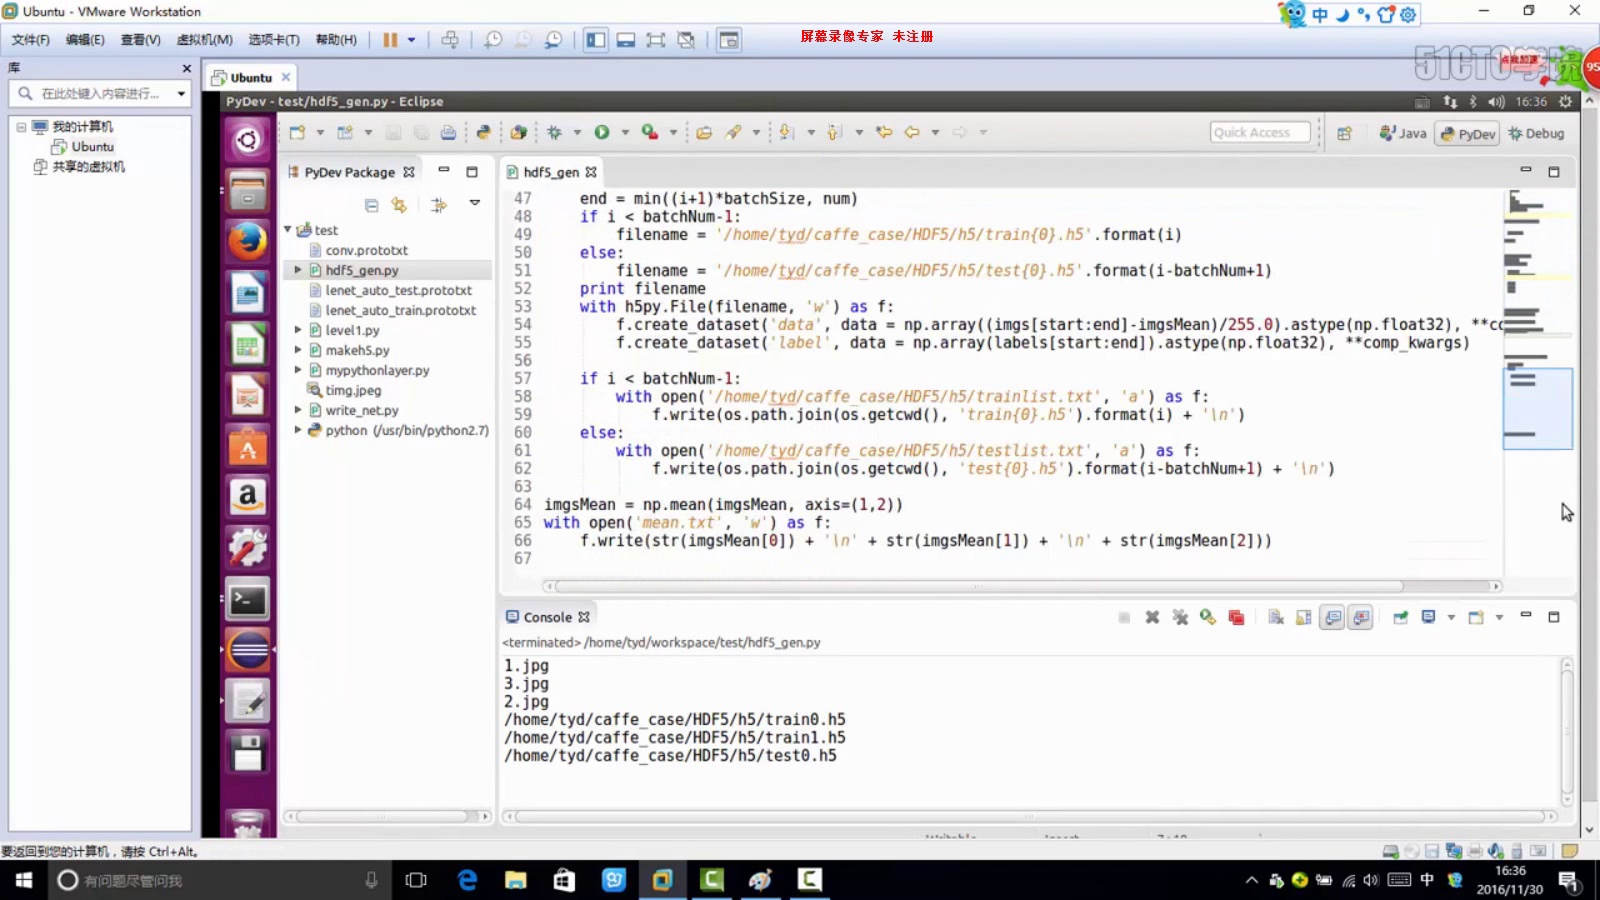 Ubuntu - VMware Workstation
中
文件(F) 编辑(E) 查看(V) 虚拟机(M) 选项卡(T) 帮助(H)
屏幕录像专家 未注册
51CTO学院
点我加速
95
库
Ubuntu
在此处键入内容进行...
我的计算机
Ubuntu
共享的虚拟机
PyDev - test/hdf5_gen.py - Eclipse
16:36
Quick Access
Java
PyDev
Debug
PyDev Package
hdf5_gen
test
conv.prototxt
hdf5_gen.py
lenet_auto_test.prototxt
lenet_auto_train.prototxt
level1.py
makeh5.py
mypythonlayer.py
timg.jpeg
write_net.py
python (/usr/bin/python2.7)
47 end = min((i+1)*batchSize, num)
48 if i < batchNum-1:
49 filename = '/home/tyd/caffe_case/HDF5/h5/train{0}.h5'.format(i)
50 else:
51 filename = '/home/tyd/caffe_case/HDF5/h5/test{0}.h5'.format(i-batchNum+1)
52 print filename
53 with h5py.File(filename, 'w') as f:
54 f.create_dataset('data', data = np.array((imgs[start:end]-imgsMean)/255.0).astype(np.float32), **co
55 f.create_dataset('label', data = np.array(labels[start:end]).astype(np.float32), **comp_kwargs)
56
57 if i < batchNum-1:
58 with open('/home/tyd/caffe_case/HDF5/h5/trainlist.txt', 'a') as f:
59 f.write(os.path.join(os.getcwd(), 'train{0}.h5').format(i) + '\n')
60 else:
61 with open('/home/tyd/caffe_case/HDF5/h5/testlist.txt', 'a') as f:
62 f.write(os.path.join(os.getcwd(), 'test{0}.h5').format(i-batchNum+1) + '\n')
63
64 imgsMean = np.mean(imgsMean, axis=(1,2))
65 with open('mean.txt', 'w') as f:
66 f.write(str(imgsMean[0]) + '\n' + str(imgsMean[1]) + '\n' + str(imgsMean[2]))
67
Console
<terminated> /home/tyd/workspace/test/hdf5_gen.py
1.jpg
3.jpg
2.jpg
/home/tyd/caffe_case/HDF5/h5/train0.h5
/home/tyd/caffe_case/HDF5/h5/train1.h5
/home/tyd/caffe_case/HDF5/h5/test0.h5
要返回到您的计算机，请按 Ctrl+Alt。
有问题尽管问我
中
16:36
2016/11/30
1